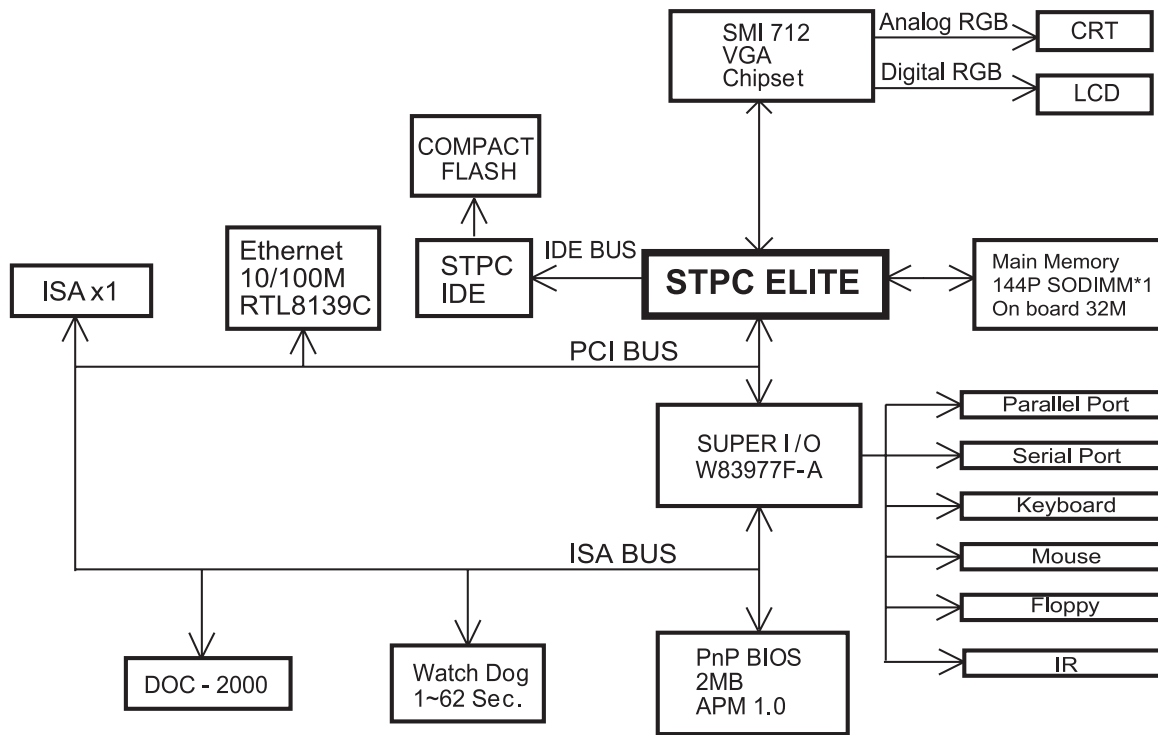 SMI 712
VGA
Chipset
Analog RGB
CRT
Digital RGB
LCD
COMPACT
FLASH
Ethernet
10/100M
RTL8139C
STPC
IDE
IDE BUS
STPC ELITE
Main Memory
144P SODIMM*1
On board 32M
ISA x1
PCI BUS
SUPER I/O
W83977F-A
Parallel Port
Serial Port
Keyboard
Mouse
Floppy
IR
ISA BUS
DOC - 2000
Watch Dog
1~62 Sec.
PnP BIOS
2MB
APM 1.0